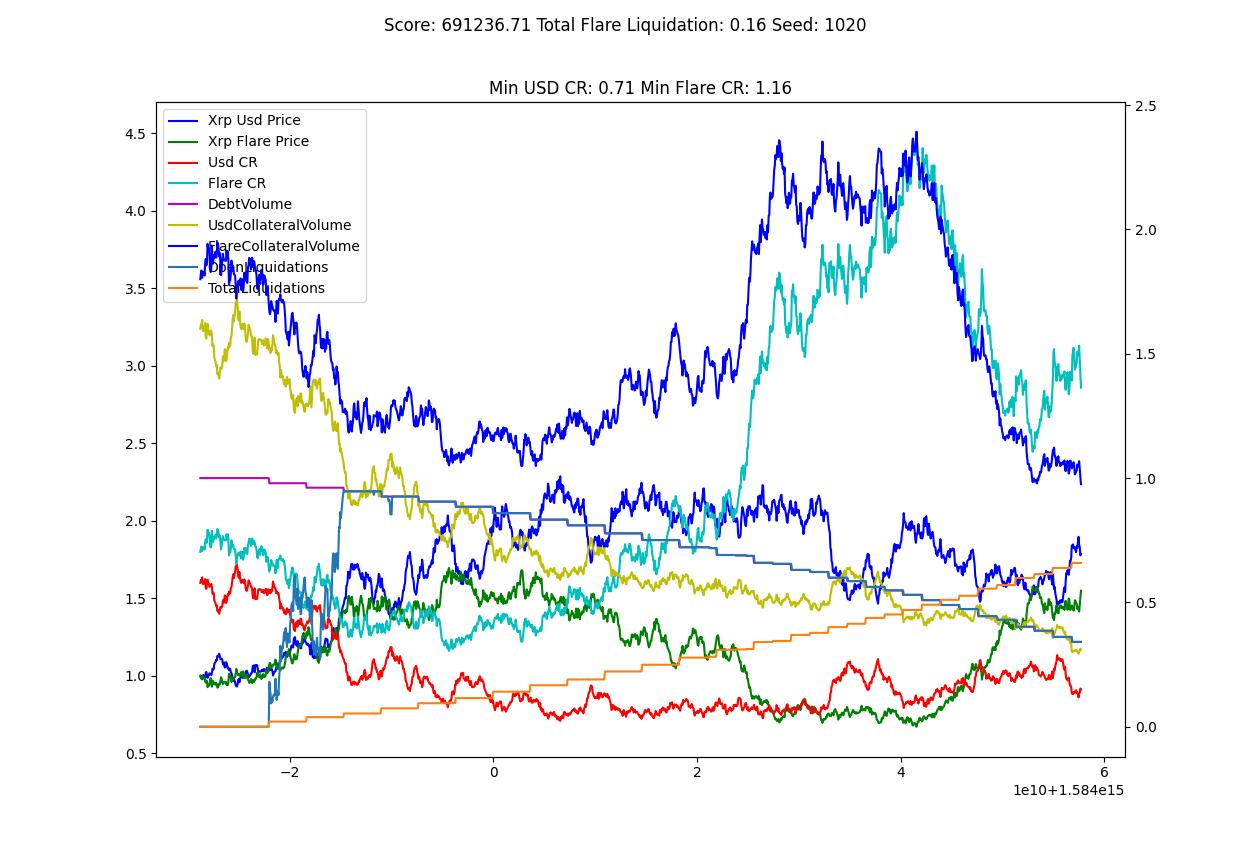 Score: 691236.71 Total Flare Liquidation: 0.16 Seed: 1020
Min USD CR: 0.71 Min Flare CR: 1.16
Xrp Usd Price
Xrp Flare Price
Usd CR
Flare CR
DebtVolume
UsdCollateralVolume
FlareCollateralVolume
OpenLiquidations
TotalLiquidations
4.5
4.0
3.5
3.0
2.5
2.0
1.5
1.0
0.5
2.5
2.0
1.5
1.0
0.5
0.0
−2
0
2
4
6
1e10+1.584e15